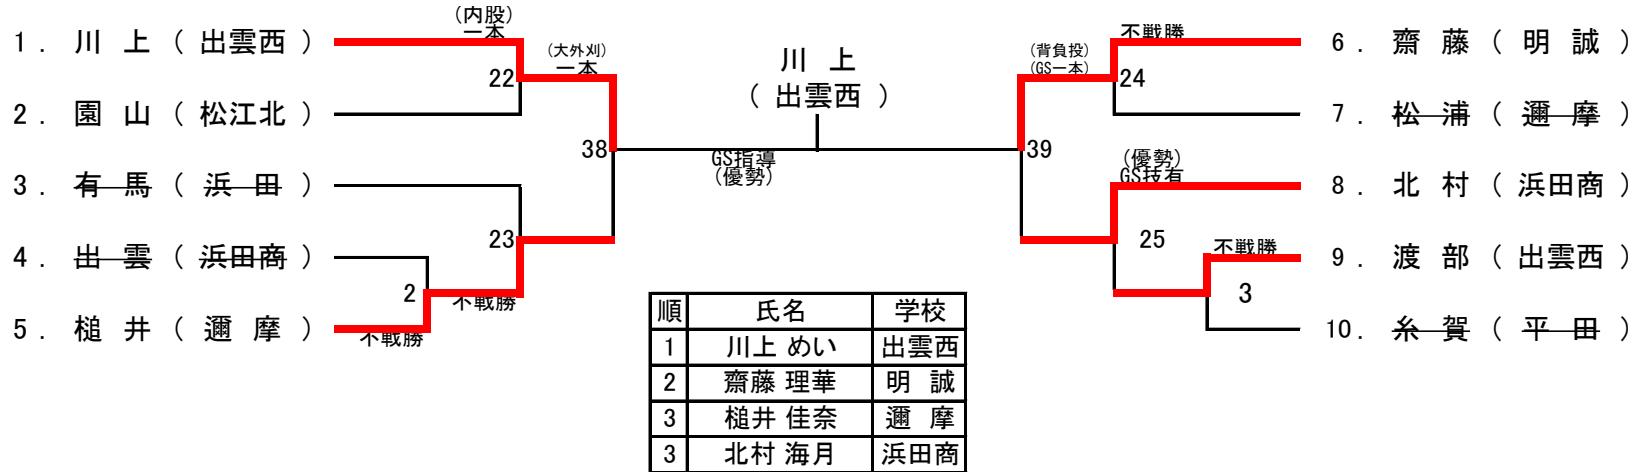 (内股)
一本
1. 川 上 ( 出雲西 )
22
2. 園 山 ( 松江北 )
(大外刈)
一本
38
3. 有 馬 ( 浜 田 )
23
4. 出 雲 ( 浜田商 )
2
不戦勝
5. 槌 井 ( 邇 摩 )
不戦勝
川 上
( 出雲西 )
GS指導
(優勢)
(背負投)
(GS一本)
39
不戦勝
6. 齋 藤 ( 明 誠 )
24
7. 松 浦 ( 邇 摩 )
(優勢)
GS技有
8. 北 村 ( 浜田商 )
25
不戦勝
9. 渡 部 ( 出雲西 )
3
10. 糸 賀 ( 平 田 )
順 氏名 学校
1 川上 めい 出雲西
2 齋藤 理華 明 誠
3 槌井 佳奈 邇 摩
3 北村 海月 浜田商